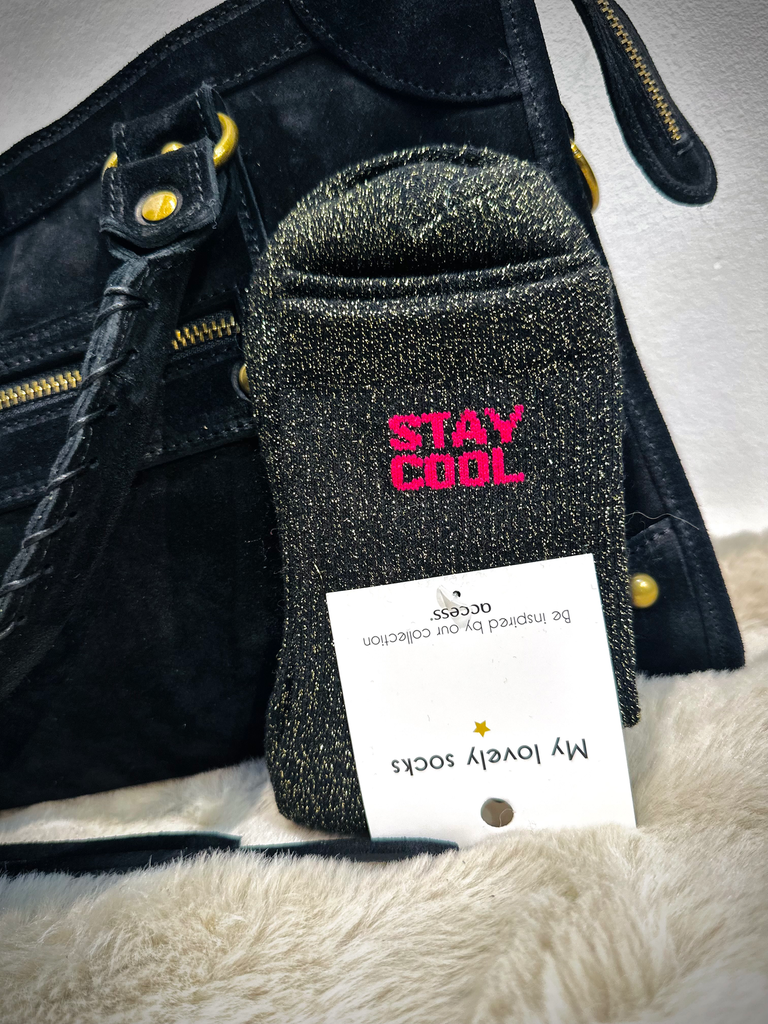 STAY
COOL
My lovely socks
Be inspired by our collection
access.